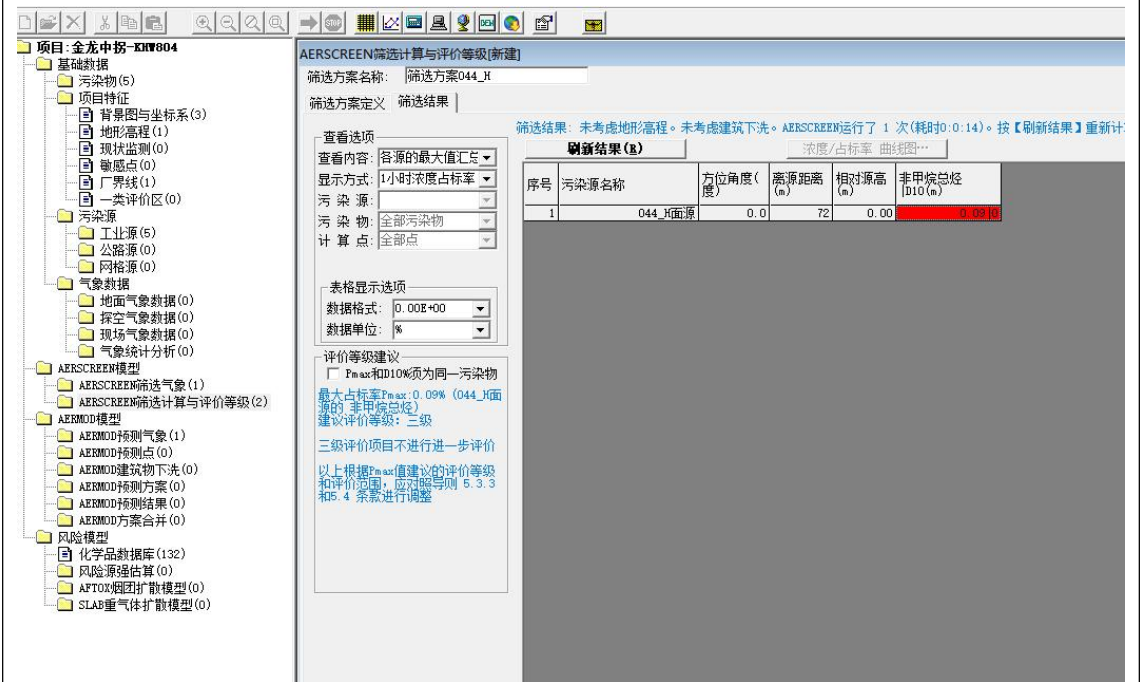 项目:金龙中拐-KHW804
基础数据
污染物(5)
项目特征
背景图与坐标系(3)
地形高程(1)
现状监测(0)
敏感点(0)
厂界线(1)
一类评价区(0)
污染源
工业源(5)
公路源(0)
网格源(0)
气象数据
地面气象数据(0)
探空气象数据(0)
现场气象数据(0)
气象统计分析(0)
AERSCREEN模型
AERSCREEN筛选气象(1)
AERSCREEN筛选计算与评价等级(2)
AERMOD模型
AERMOD预测气象(1)
AERMOD预测点(0)
AERMOD建筑物下洗(0)
AERMOD预测方案(0)
AERMOD预测结果(0)
AERMOD方案合并(0)
风险模型
化学品数据库(132)
风险源强估算(0)
AFTOX烟团扩散模型(0)
SLAB重气体扩散模型(0)
STOP
DEM
AERSCREEN筛选计算与评价等级[新建]
筛选方案名称: 筛选方案044_H
筛选方案定义 筛选结果
查看选项
查看内容: 各源的最大值汇总
显示方式: 1小时浓度占标率
污 染 源:
污 染 物: 全部污染物
计 算 点: 全部点
表格显示选项
数据格式: 0.00E+00
数据单位: %
评价等级建议
Pmax和D10%须为同一污染物
最大占标率Pmax:0.09% (044_H面
源的 非甲烷总烃)
建议评价等级: 三级
三级评价项目不进行进一步评价
以上根据Pmax值建议的评价等级
和评价范围，应对照导则 5.3.3
和5.4 条款进行调整
筛选结果: 未考虑地形高程。未考虑建筑下洗。AERSCREEN运行了 1 次(耗时0:0:14)。按【刷新结果】重新计
刷新结果(R) 浓度/占标率 曲线图…
序号 污染源名称 方位角度(度) 离源距离(m) 相对源高(m) 非甲烷总烃|D10(m)
1 044_H面源 0.0 72 0.00 0.09|0